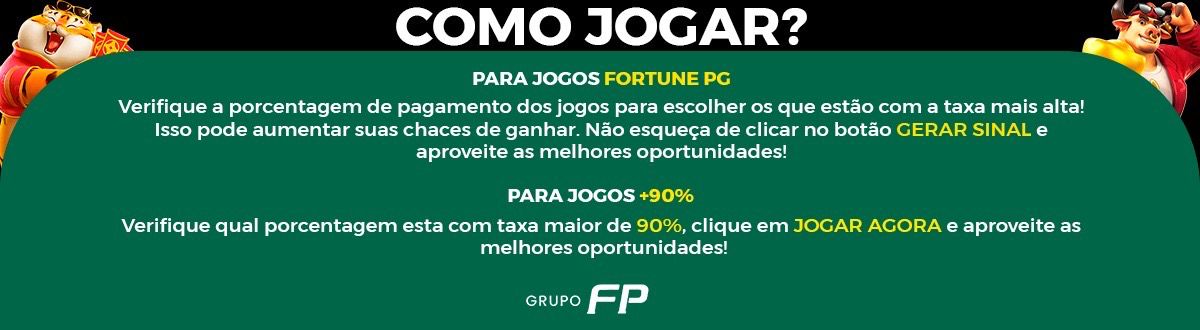 COMO JOGAR?
PARA JOGOS FORTUNE PG
Verifique a porcentagem de pagamento dos jogos para escolher os que estão com a taxa mais alta!
Isso pode aumentar suas chaces de ganhar. Não esqueça de clicar no botão GERAR SINAL e
aproveite as melhores oportunidades!
PARA JOGOS +90%
Verifique qual porcentagem esta com taxa maior de 90%, clique em JOGAR AGORA e aproveite as
melhores oportunidades!
GRUPO FP